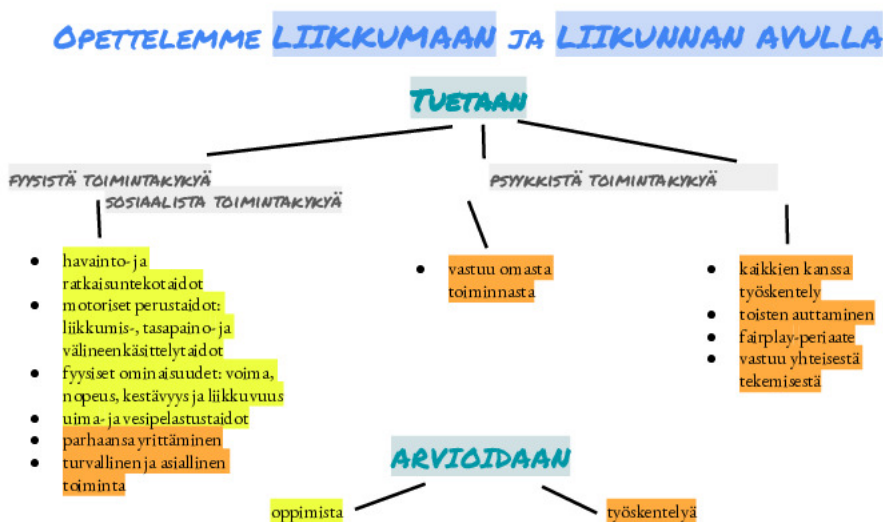 OPETTELEMME LIIKKUMAAN JA LIIKUNNAN AVULLA
TUETAAN
FYYSISTÄ TOIMINTAKYKYÄ
SOSIAALISTA TOIMINTAKYKYÄ
PSYYKKISTÄ TOIMINTAKYKYÄ
● havainto- ja
ratkaisuntekotaidot
● motoriset perustaidot:
liikkumis-, tasapaino- ja
välineenkäsittelytaidot
● fyysiset ominaisuudet: voima,
nopeus, kestävyys ja liikkuvuus
● uima- ja vesipelastustaidot
● parhaansa yrittäminen
● turvallinen ja asiallinen
toiminta
● vastuu omasta
toiminnasta
● kaikkien kanssa
työskentely
● toisten auttaminen
● fairplay-periaate
● vastuu yhteisestä
tekemisestä
ARVIOIDAAN
oppimista
työskentelyä